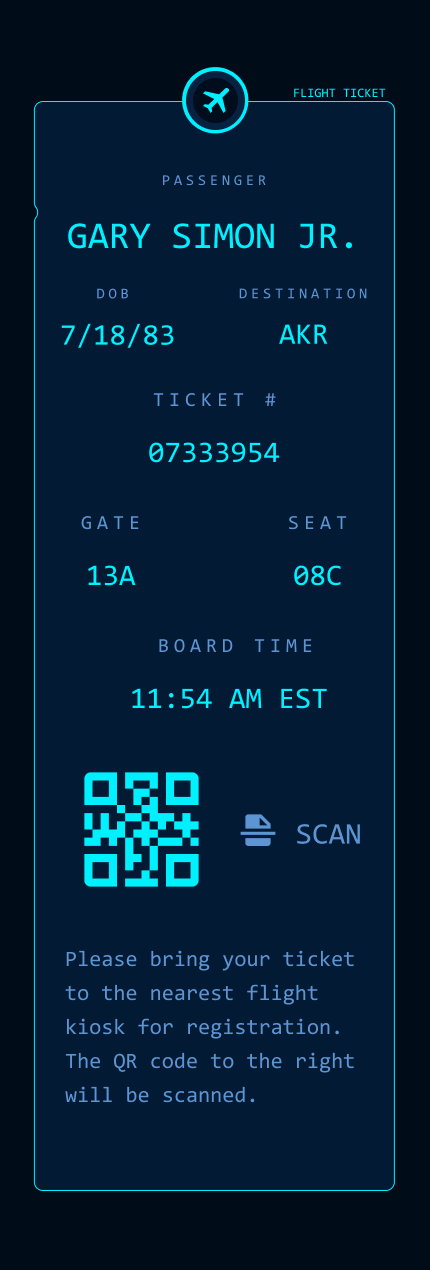 FLIGHT TICKET
PASSENGER
GARY SIMON JR.
DOB
DESTINATION
7/18/83
AKR
TICKET #
07333954
GATE
SEAT
13A
08C
BOARD TIME
11:54 AM EST
SCAN
Please bring your ticket
to the nearest flight
kiosk for registration.
The QR code to the right
will be scanned.